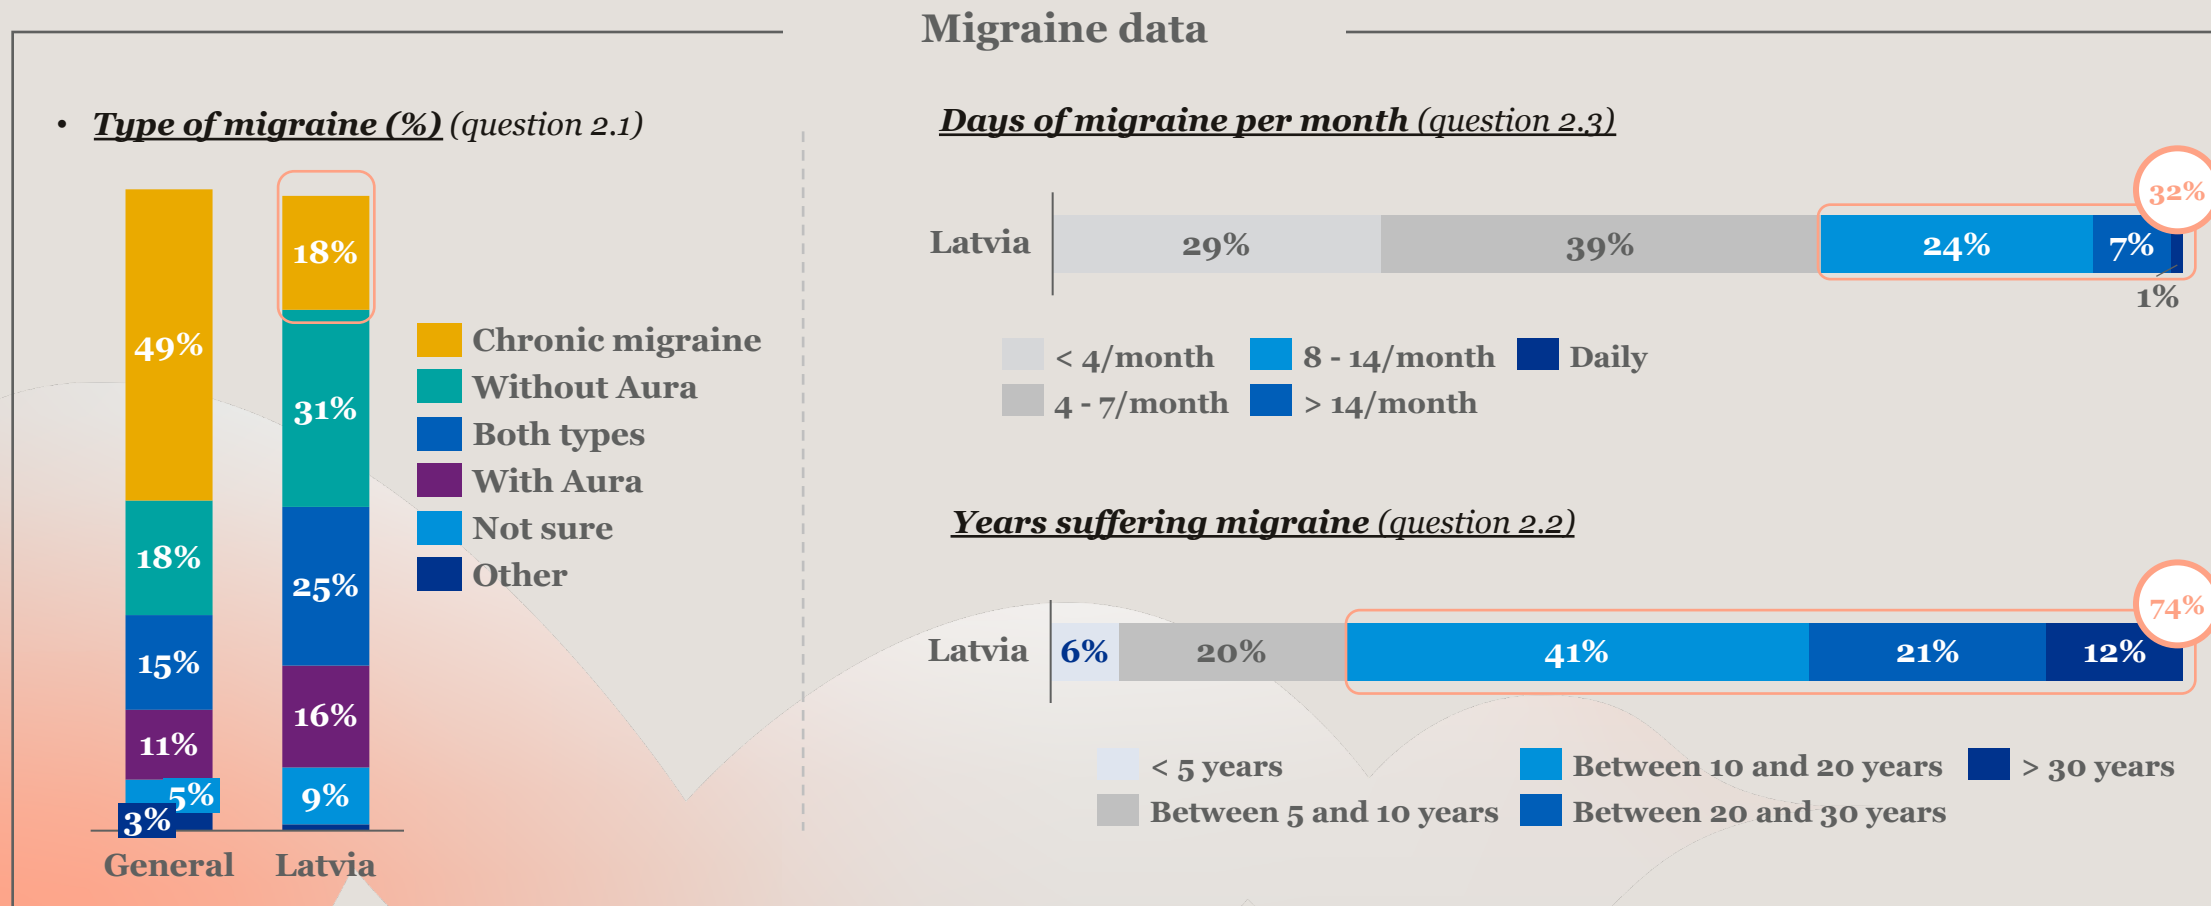 Migraine data
• Type of migraine (%) (question 2.1)
49%
18%
15%
11%
5%
3%
General
18%
31%
25%
16%
9%
Latvia
Chronic migraine
Without Aura
Both types
With Aura
Not sure
Other
Days of migraine per month (question 2.3)
32%
Latvia
29%
39%
24%
7%
1%
< 4/month
8 - 14/month
Daily
4 - 7/month
> 14/month
Years suffering migraine (question 2.2)
74%
Latvia
6%
20%
41%
21%
12%
< 5 years
Between 10 and 20 years
> 30 years
Between 5 and 10 years
Between 20 and 30 years